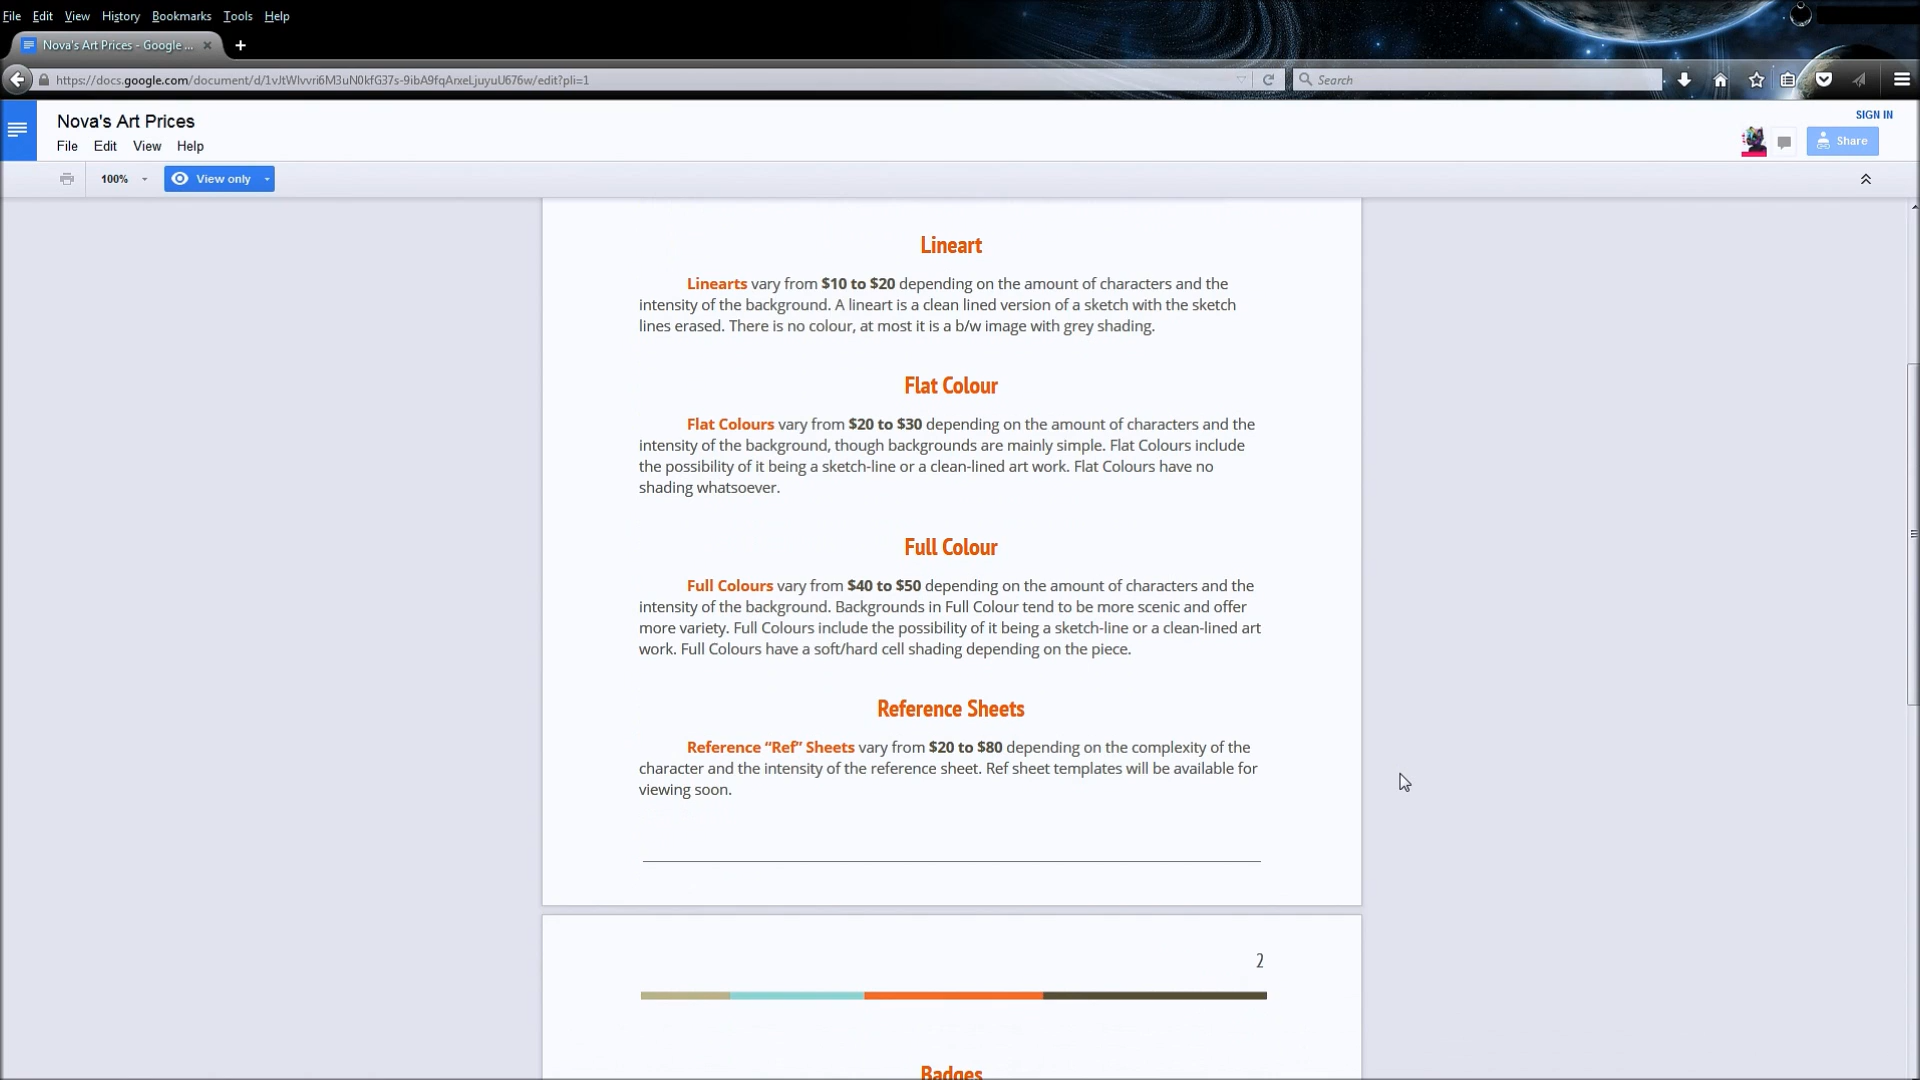 File Edit View History Bookmarks Tools Help
Nova's Art Prices - Google ...
Search
Nova's Art Prices
SIGN IN
File Edit View Help
Share
100% View only
Lineart
Linearts vary from $10 to $20 depending on the amount of characters and the
intensity of the background. A lineart is a clean lined version of a sketch with the sketch
lines erased. There is no colour, at most it is a b/w image with grey shading.
Flat Colour
Flat Colours vary from $20 to $30 depending on the amount of characters and the
intensity of the background, though backgrounds are mainly simple. Flat Colours include
the possibility of it being a sketch-line or a clean-lined art work. Flat Colours have no
shading whatsoever.
Full Colour
Full Colours vary from $40 to $50 depending on the amount of characters and the
intensity of the background. Backgrounds in Full Colour tend to be more scenic and offer
more variety. Full Colours include the possibility of it being a sketch-line or a clean-lined art
work. Full Colours have a soft/hard cell shading depending on the piece.
Reference Sheets
Reference “Ref” Sheets vary from $20 to $80 depending on the complexity of the
character and the intensity of the reference sheet. Ref sheet templates will be available for
viewing soon.
2
Badges